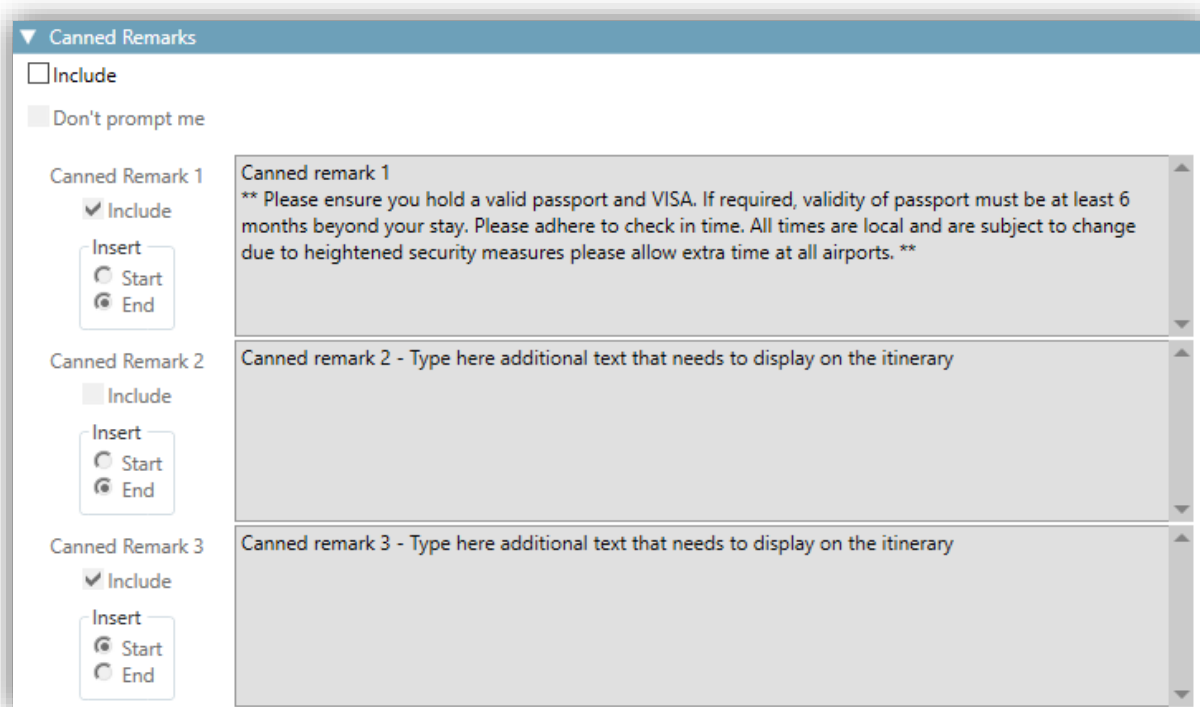 Canned Remarks
Include
Don't prompt me
Canned Remark 1
Include
Insert
Start
End
Canned remark 1
** Please ensure you hold a valid passport and VISA. If required, validity of passport must be at least 6
months beyond your stay. Please adhere to check in time. All times are local and are subject to change
due to heightened security measures please allow extra time at all airports. **
Canned Remark 2
Include
Insert
Start
End
Canned remark 2 - Type here additional text that needs to display on the itinerary
Canned Remark 3
Include
Insert
Start
End
Canned remark 3 - Type here additional text that needs to display on the itinerary